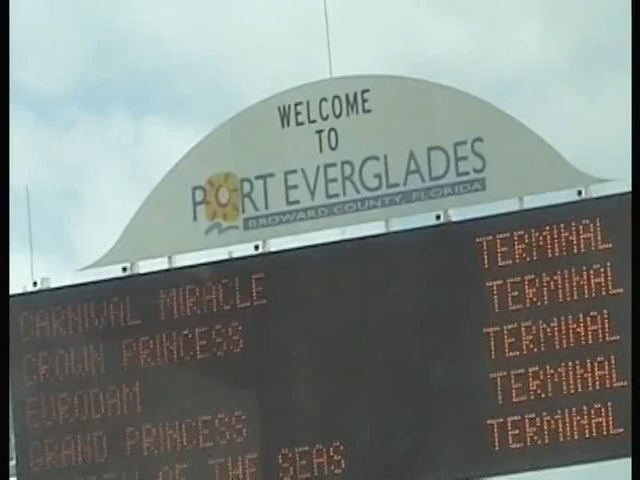 WELCOME
TO
PORT EVERGLADES
BROWARD COUNTY, FLORIDA
CARNIVAL MIRACLE TERMINAL
CROWN PRINCESS TERMINAL
EURODAM TERMINAL
GRAND PRINCESS TERMINAL
OF THE SEAS TERMINAL